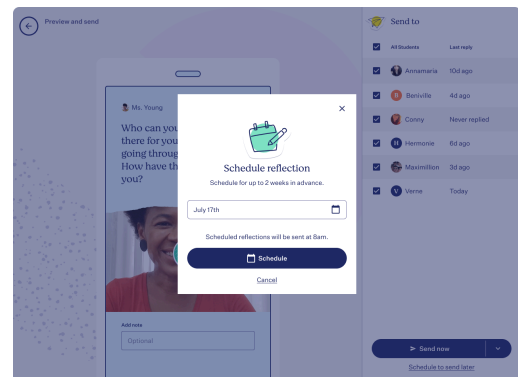 Preview and send
Ms. Young
Who can you
there for you
going throug
How have th
you?
Add note
Optional
Schedule reflection
Schedule for up to 2 weeks in advance.
July 17th
Scheduled reflections will be sent at 8am.
Schedule
Cancel
Send to
All Students Last reply
Annamaria 10d ago
B Beniville 4d ago
Conny Never replied
H Hermonie 6d ago
Maximillion 3d ago
V Verne Today
Send now
Schedule to send later